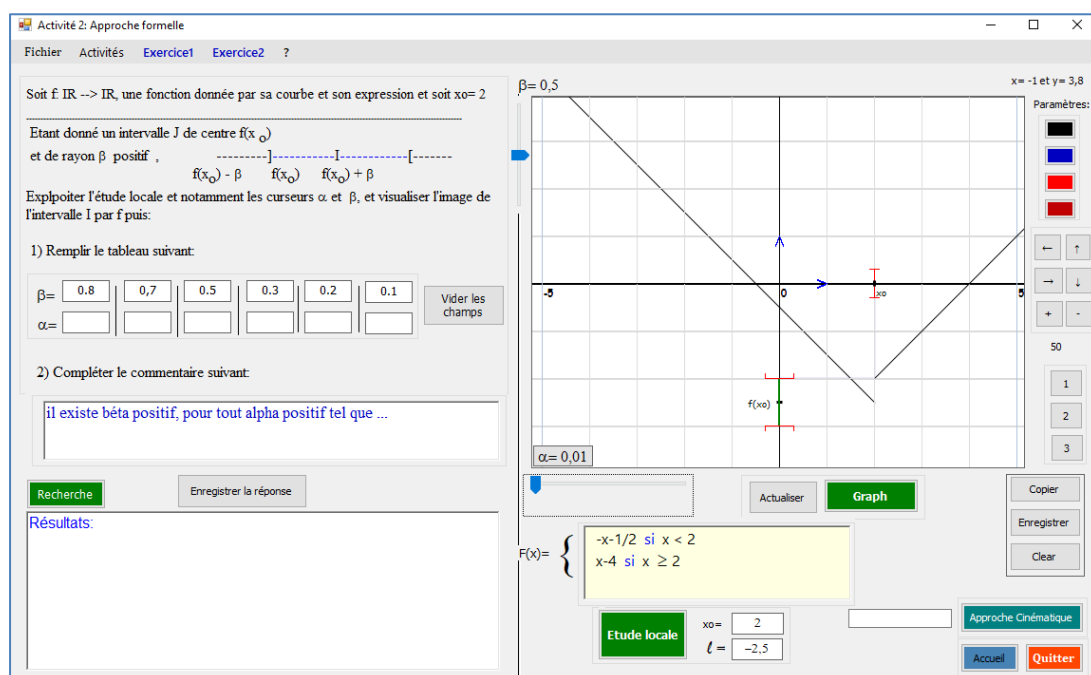 Activité 2: Approche formelle
Fichier Activités Exercice1 Exercice2 ?
Soit f: IR --> IR, une fonction donnée par sa courbe et son expression et soit xo= 2
Etant donné un intervalle J de centre f(x o)
et de rayon β positif , ---------]-----------I------------[-------
f(xo) - β f(xo) f(xo) + β
Explpoiter l'étude locale et notamment les curseurs α et β, et visualiser l'image de
l'intervalle I par f puis:
1) Remplir le tableau suivant:
β= 0.8 0,7 0.5 0.3 0.2 0.1
α=
Vider les
champs
2) Compléter le commentaire suivant:
il existe béta positif, pour tout alpha positif tel que ...
Recherche
Enregistrer la réponse
Résultats:
β= 0,5
x= -1 et y= 3,8
-5 0 5
xo
f(xo)
α= 0,01
Paramètres:
← ↑
→ ↓
+ -
50
1
2
3
Actualiser
Graph
Copier
Enregistrer
Clear
F(x)= {
-x-1/2 si x < 2
x-4 si x ≥ 2
Etude locale
xo= 2
ℓ = -2,5
Approche Cinématique
Accueil
Quitter